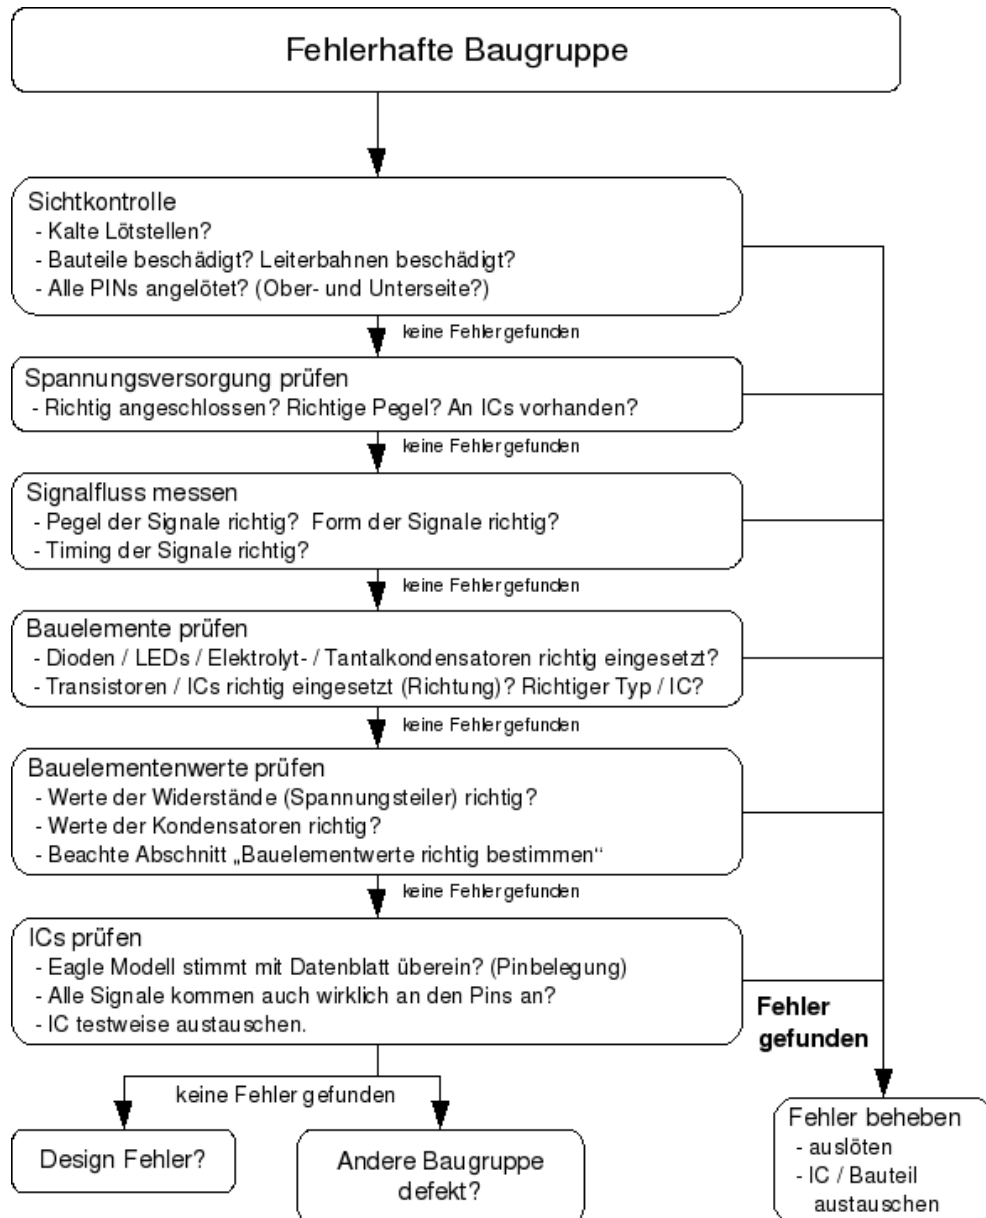 Fehlerhafte Baugruppe
Sichtkontrolle
- Kalte Lötstellen?
- Bauteile beschädigt? Leiterbahnen beschädigt?
- Alle PINs angelötet? (Ober- und Unterseite?)
keine Fehler gefunden
Spannungsversorgung prüfen
- Richtig angeschlossen? Richtige Pegel? An ICs vorhanden?
keine Fehler gefunden
Signalfluss messen
- Pegel der Signale richtig? Form der Signale richtig?
- Timing der Signale richtig?
keine Fehler gefunden
Bauelemente prüfen
- Dioden / LEDs / Elektrolyt- / Tantalkondensatoren richtig eingesetzt?
- Transistoren / ICs richtig eingesetzt (Richtung)? Richtiger Typ / IC?
keine Fehler gefunden
Bauelementenwerte prüfen
- Werte der Widerstände (Spannungsteiler) richtig?
- Werte der Kondensatoren richtig?
- Beachte Abschnitt „Bauelementwerte richtig bestimmen“
keine Fehler gefunden
ICs prüfen
- Eagle Modell stimmt mit Datenblatt überein? (Pinbelegung)
- Alle Signale kommen auch wirklich an den Pins an?
- IC testweise austauschen.
Fehler
gefunden
keine Fehler gefunden
Design Fehler?
Andere Baugruppe
defekt?
Fehler beheben
- auslöten
- IC / Bauteil
austauschen